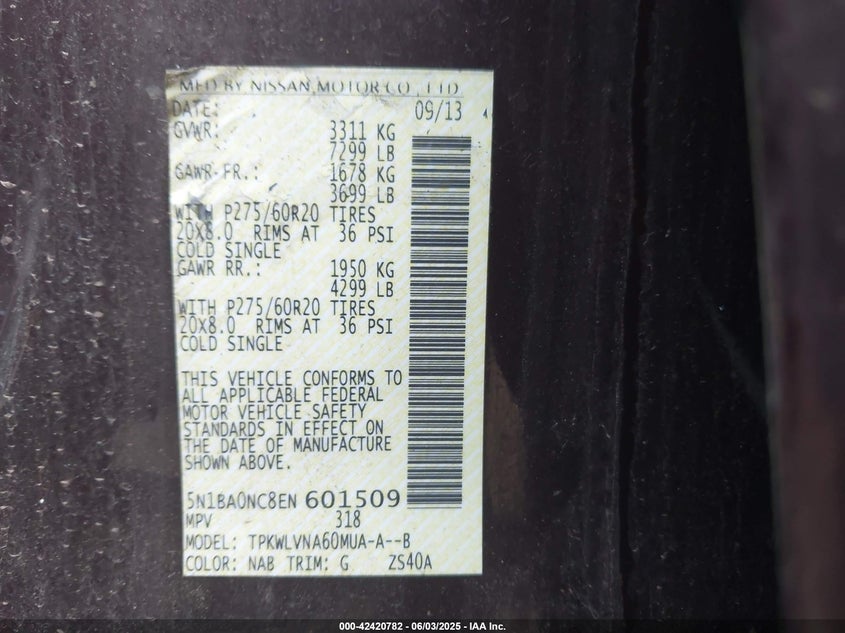 MFD BY NISSAN MOTOR CO., LTD.
DATE: 09/13
GVWR: 3311 KG
7299 LB
GAWR FR.: 1678 KG
3699 LB
WITH P275/60R20 TIRES
20X8.0 RIMS AT 36 PSI
COLD SINGLE
GAWR RR.: 1950 KG
4299 LB
WITH P275/60R20 TIRES
20X8.0 RIMS AT 36 PSI
COLD SINGLE
THIS VEHICLE CONFORMS TO
ALL APPLICABLE FEDERAL
MOTOR VEHICLE SAFETY
STANDARDS IN EFFECT ON
THE DATE OF MANUFACTURE
SHOWN ABOVE.
5N1BA0NC8EN 601509
MPV 318
MODEL: TPKWLVNA60MUA-A--B
COLOR: NAB TRIM: G ZS40A
000-42420782 - 06/03/2025 - IAA Inc.